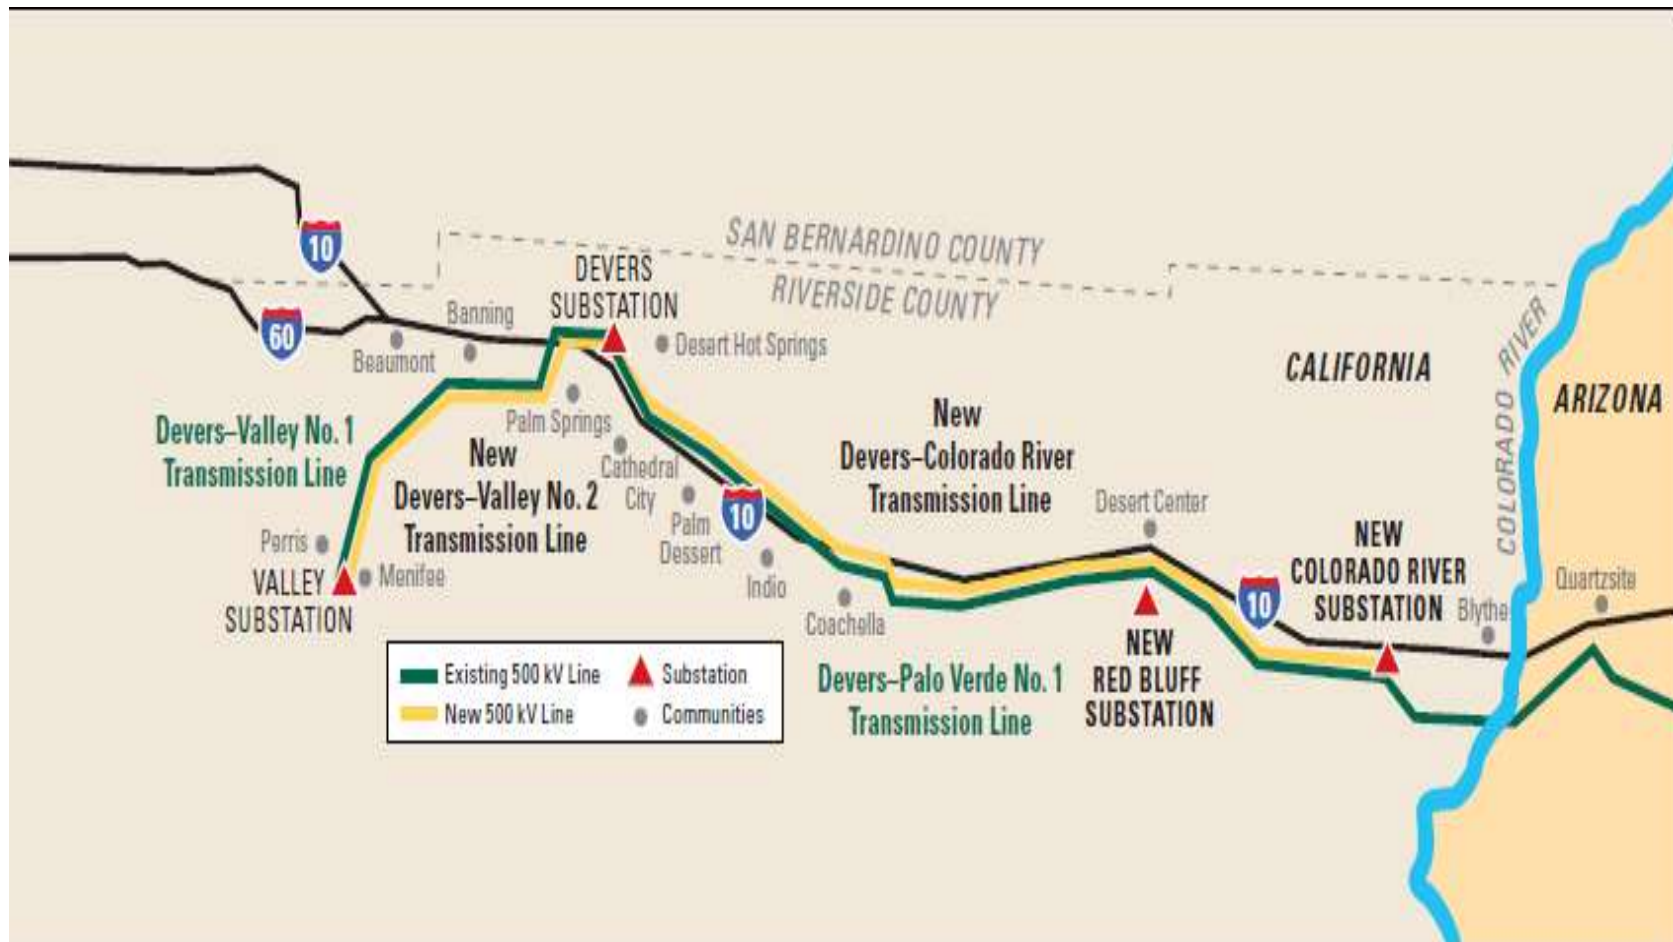 SAN BERNARDINO COUNTY
RIVERSIDE COUNTY
10
60
DEVERS
SUBSTATION
Banning
Beaumont
Desert Hot Springs
CALIFORNIA
ARIZONA
COLORADO RIVER
Devers–Valley No. 1
Transmission Line
Palm Springs
New
Devers–Valley No. 2
Transmission Line
Cathedral
City
Palm
Dessert
10
Indio
Coachella
New
Devers–Colorado River
Transmission Line
Desert Center
NEW
COLORADO RIVER
SUBSTATION
10
Blythe
Quartzsite
Perris
Menifee
VALLEY
SUBSTATION
Existing 500 kV Line
Substation
New 500 kV Line
Communities
Devers–Palo Verde No. 1
Transmission Line
NEW
RED BLUFF
SUBSTATION